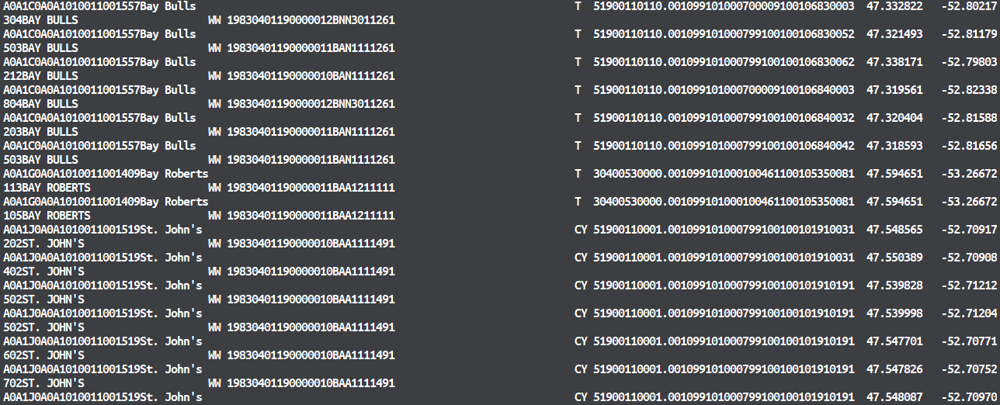 A0A1C0A0A1010011001557Bay Bulls T 51900110110.001099101000700009100106830003 47.332822 -52.80217
304BAY BULLS WW 19830401190000012BNN3011261
A0A1C0A0A1010011001557Bay Bulls T 51900110110.001099101000799100100106830052 47.321493 -52.81179
503BAY BULLS WW 19830401190000011BAN1111261
A0A1C0A0A1010011001557Bay Bulls T 51900110110.001099101000799100100106830062 47.338171 -52.79803
212BAY BULLS WW 19830401190000010BAN1111261
A0A1C0A0A1010011001557Bay Bulls T 51900110110.001099101000700009100106840003 47.319561 -52.82338
804BAY BULLS WW 19830401190000012BNN3011261
A0A1C0A0A1010011001557Bay Bulls T 51900110110.001099101000799100100106840032 47.320404 -52.81588
203BAY BULLS WW 19830401190000011BAN1111261
A0A1C0A0A1010011001557Bay Bulls T 51900110110.001099101000799100100106840042 47.318593 -52.81656
503BAY BULLS WW 19830401190000011BAN1111261
A0A1G0A0A1010011001409Bay Roberts T 30400530000.001099101000100461100105350081 47.594651 -53.26672
113BAY ROBERTS WW 19830401190000011BAA1211111
A0A1G0A0A1010011001409Bay Roberts T 30400530000.001099101000100461100105350081 47.594651 -53.26672
105BAY ROBERTS WW 19830401190000011BAA1211111
A0A1J0A0A1010011001519St. John's CY 51900110001.001099101000799100100101910031 47.548565 -52.70917
202ST. JOHN'S WW 19830401190000010BAA1111491
A0A1J0A0A1010011001519St. John's CY 51900110001.001099101000799100100101910031 47.550389 -52.70908
402ST. JOHN'S WW 19830401190000010BAA1111491
A0A1J0A0A1010011001519St. John's CY 51900110001.001099101000799100100101910191 47.539828 -52.71212
502ST. JOHN'S WW 19830401190000010BAA1111491
A0A1J0A0A1010011001519St. John's CY 51900110001.001099101000799100100101910191 47.539998 -52.71204
502ST. JOHN'S WW 19830401190000010BAA1111491
A0A1J0A0A1010011001519St. John's CY 51900110001.001099101000799100100101910191 47.547701 -52.70771
602ST. JOHN'S WW 19830401190000010BAA1111491
A0A1J0A0A1010011001519St. John's CY 51900110001.001099101000799100100101910191 47.547826 -52.70752
702ST. JOHN'S WW 19830401190000010BAA1111491
A0A1J0A0A1010011001519St. John's CY 51900110001.001099101000799100100101910191 47.548087 -52.70970